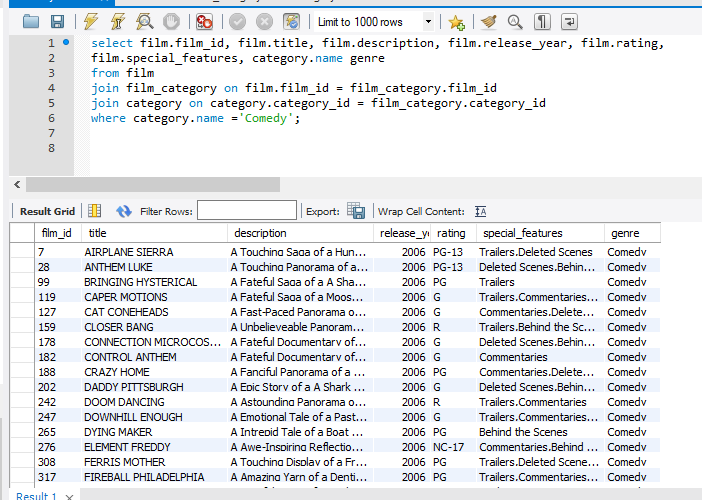 Limit to 1000 rows
1 select film.film_id, film.title, film.description, film.release_year, film.rating,
2 film.special_features, category.name genre
3 from film
4 join film_category on film.film_id = film_category.film_id
5 join category on category.category_id = film_category.category_id
6 where category.name ='Comedy';
7
8
Result Grid Filter Rows: Export: Wrap Cell Content:
film_id title description release_ye rating special_features genre
7 AIRPLANE SIERRA A Touching Saga of a Hun... 2006 PG-13 Trailers,Deleted Scenes Comedy
28 ANTHEM LUKE A Touching Panorama of a... 2006 PG-13 Deleted Scenes,Behin... Comedy
99 BRINGING HYSTERICAL A Fateful Saga of a A Sha... 2006 PG Trailers Comedy
119 CAPER MOTIONS A Fateful Saga of a Moos... 2006 G Trailers,Commentaries... Comedy
127 CAT CONEHEADS A Fast-Paced Panorama o... 2006 G Commentaries,Delete... Comedy
159 CLOSER BANG A Unbelieveable Panoram... 2006 R Trailers,Behind the Sc... Comedy
178 CONNECTION MICROCOS... A Fateful Documentary of... 2006 G Deleted Scenes,Behin... Comedy
182 CONTROL ANTHEM A Fateful Documentary of... 2006 G Commentaries Comedy
188 CRAZY HOME A Fanciful Panorama of a ... 2006 PG Commentaries,Delete... Comedy
202 DADDY PITTSBURGH A Epic Story of a A Shark ... 2006 G Deleted Scenes,Behin... Comedy
242 DOOM DANCING A Astounding Panorama o... 2006 R Trailers,Commentaries... Comedy
247 DOWNHILL ENOUGH A Emotional Tale of a Past... 2006 G Trailers,Commentaries... Comedy
265 DYING MAKER A Intrepid Tale of a Boat ... 2006 PG Behind the Scenes Comedy
276 ELEMENT FREDDY A Awe-Inspiring Reflectio... 2006 NC-17 Commentaries,Behind ... Comedy
308 FERRIS MOTHER A Touching Display of a Fr... 2006 PG Trailers,Deleted Scene... Comedy
317 FIREBALL PHILADELPHIA A Amazing Yarn of a Denti... 2006 PG Trailers,Commentaries... Comedy
Result 1